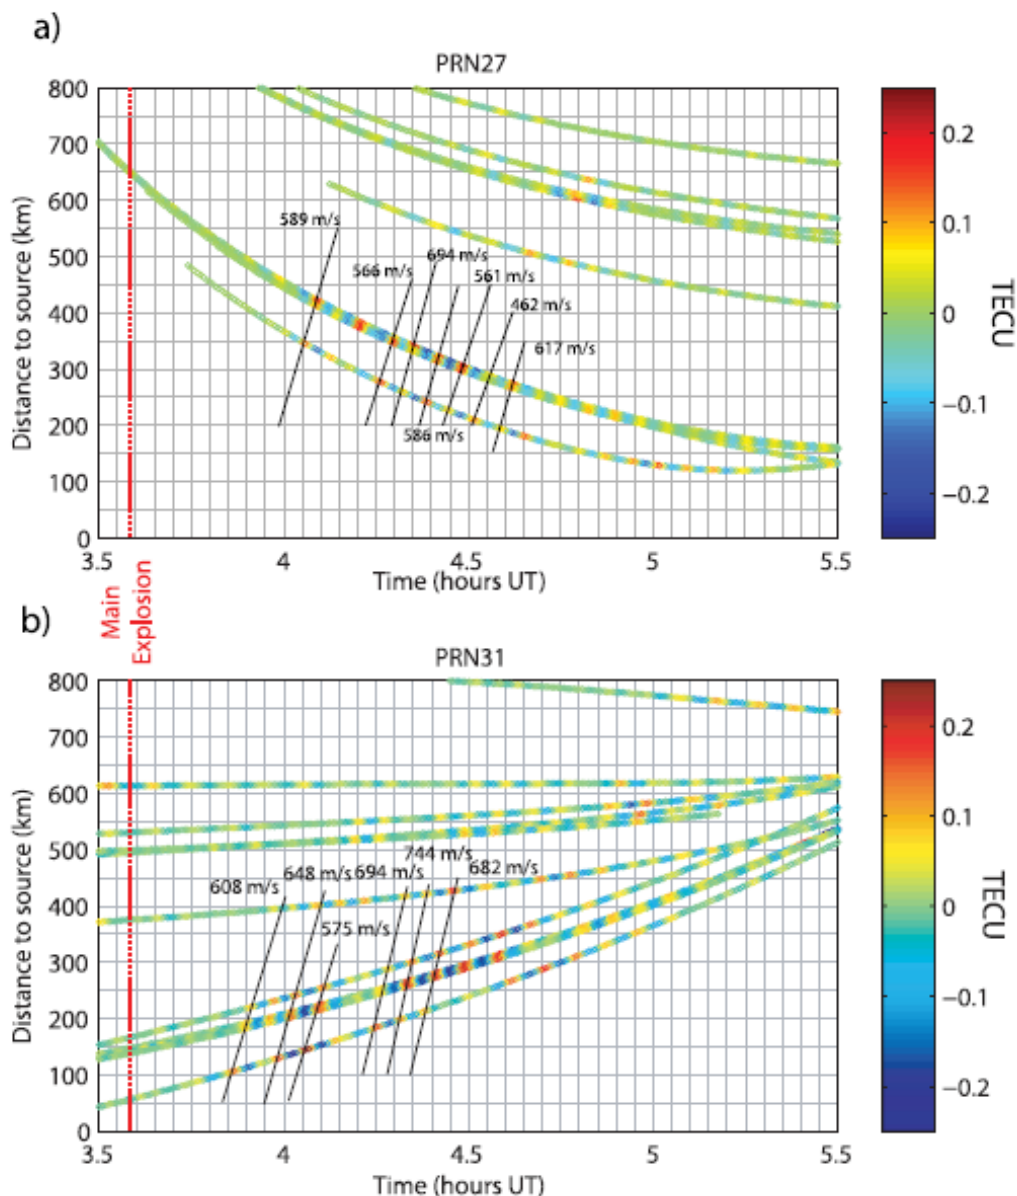 a)
PRN27
800
700
600
500
400
300
200
100
0
Distance to source (km)
589 m/s
566 m/s
694 m/s
561 m/s
462 m/s
617 m/s
586 m/s
3.5
4
4.5
5
5.5
Time (hours UT)
0.2
0.1
0
−0.1
−0.2
TECU
Main
Explosion
b)
PRN31
800
700
600
500
400
300
200
100
0
Distance to source (km)
608 m/s
648 m/s
694 m/s
744 m/s
682 m/s
575 m/s
3.5
4
4.5
5
5.5
Time (hours UT)
0.2
0.1
0
−0.1
−0.2
TECU